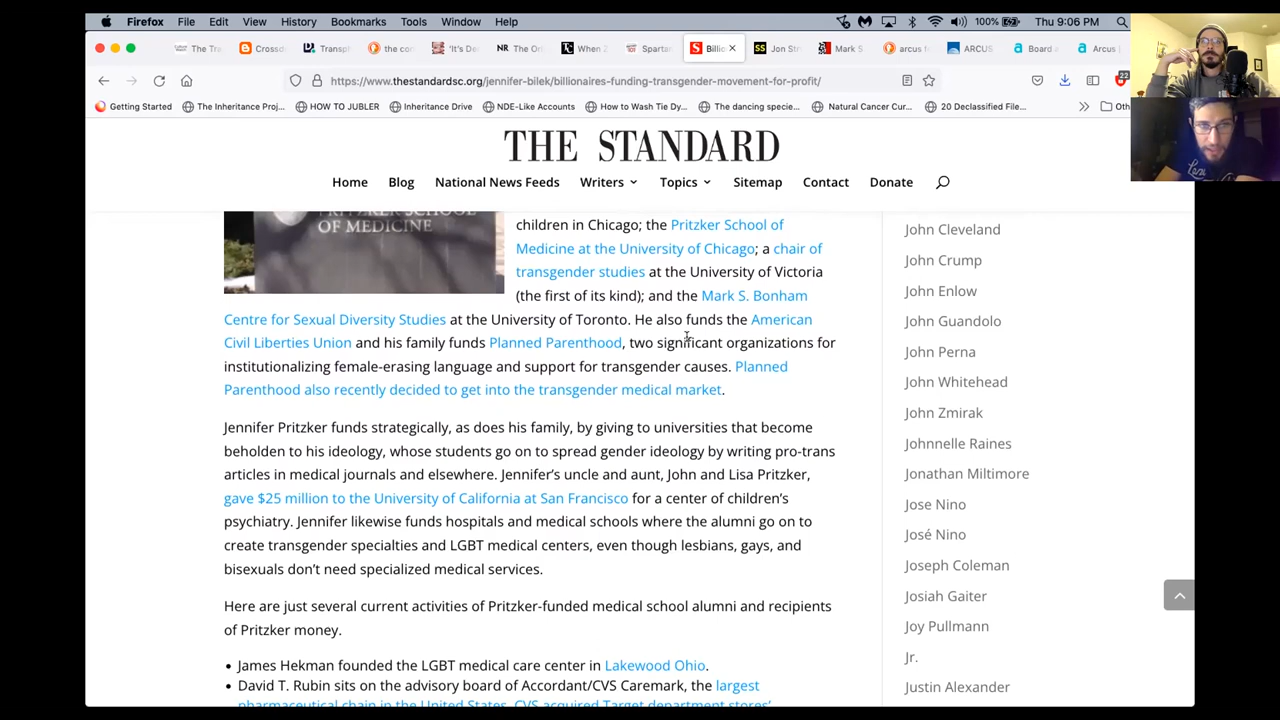 Firefox File Edit View History Bookmarks Tools Window Help 100% Thu 9:06 PM
The Tra Crossd Transpl the con 'It's De NR The O When 2 Spartan Billio Jon Str Mark S arcus f ARCUS Board a Arcus |
https://www.thestandardsc.org/jennifer-bilek/billionaires-funding-transgender-movement-for-profit/ 22
Getting Started The Inheritance Proj... HOW TO JUBLER Inheritance Drive NDE-Like Accounts How to Wash Tie Dy... The dancing specie... Natural Cancer Cur... 20 Declassified File...
THE STANDARD
Home Blog National News Feeds Writers Topics Sitemap Contact Donate
PRITZKER SCHOOL
OF MEDICINE
children in Chicago; the Pritzker School of
Medicine at the University of Chicago; a chair of
transgender studies at the University of Victoria
(the first of its kind); and the Mark S. Bonham
Centre for Sexual Diversity Studies at the University of Toronto. He also funds the American
Civil Liberties Union and his family funds Planned Parenthood, two significant organizations for
institutionalizing female-erasing language and support for transgender causes. Planned
Parenthood also recently decided to get into the transgender medical market.
Jennifer Pritzker funds strategically, as does his family, by giving to universities that become
beholden to his ideology, whose students go on to spread gender ideology by writing pro-trans
articles in medical journals and elsewhere. Jennifer's uncle and aunt, John and Lisa Pritzker,
gave $25 million to the University of California at San Francisco for a center of children's
psychiatry. Jennifer likewise funds hospitals and medical schools where the alumni go on to
create transgender specialties and LGBT medical centers, even though lesbians, gays, and
bisexuals don't need specialized medical services.
Here are just several current activities of Pritzker-funded medical school alumni and recipients
of Pritzker money.
• James Hekman founded the LGBT medical care center in Lakewood Ohio.
• David T. Rubin sits on the advisory board of Accordant/CVS Caremark, the largest
pharmaceutical chain in the United States. CVS acquired Target department stores'
John Cleveland
John Crump
John Enlow
John Guandolo
John Perna
John Whitehead
John Zmirak
Johnnelle Raines
Jonathan Miltimore
Jose Nino
José Nino
Joseph Coleman
Josiah Gaiter
Joy Pullmann
Jr.
Justin Alexander